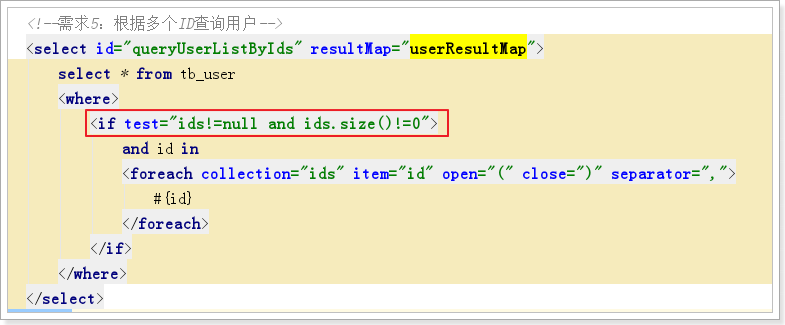 <!--需求5：根据多个ID查询用户-->
<select id="queryUserListByIds" resultMap="userResultMap">
select * from tb_user
<where>
<if test="ids!=null and ids.size()!=0">
and id in
<foreach collection="ids" item="id" open="(" close=")" separator=",">
#{id}
</foreach>
</if>
</where>
</select>